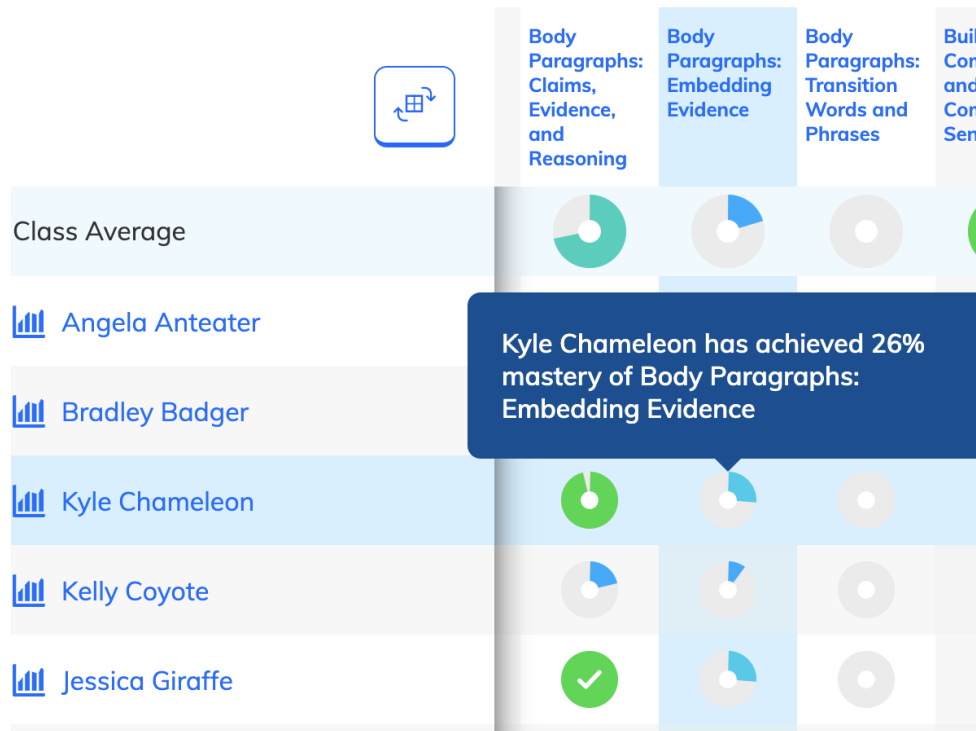 Body
Paragraphs:
Claims,
Evidence,
and
Reasoning
Body
Paragraphs:
Embedding
Evidence
Body
Paragraphs:
Transition
Words and
Phrases
and
Class Average
Angela Anteater
Kyle Chameleon has achieved 26%
mastery of Body Paragraphs:
Embedding Evidence
Bradley Badger
Kyle Chameleon
Kelly Coyote
Jessica Giraffe